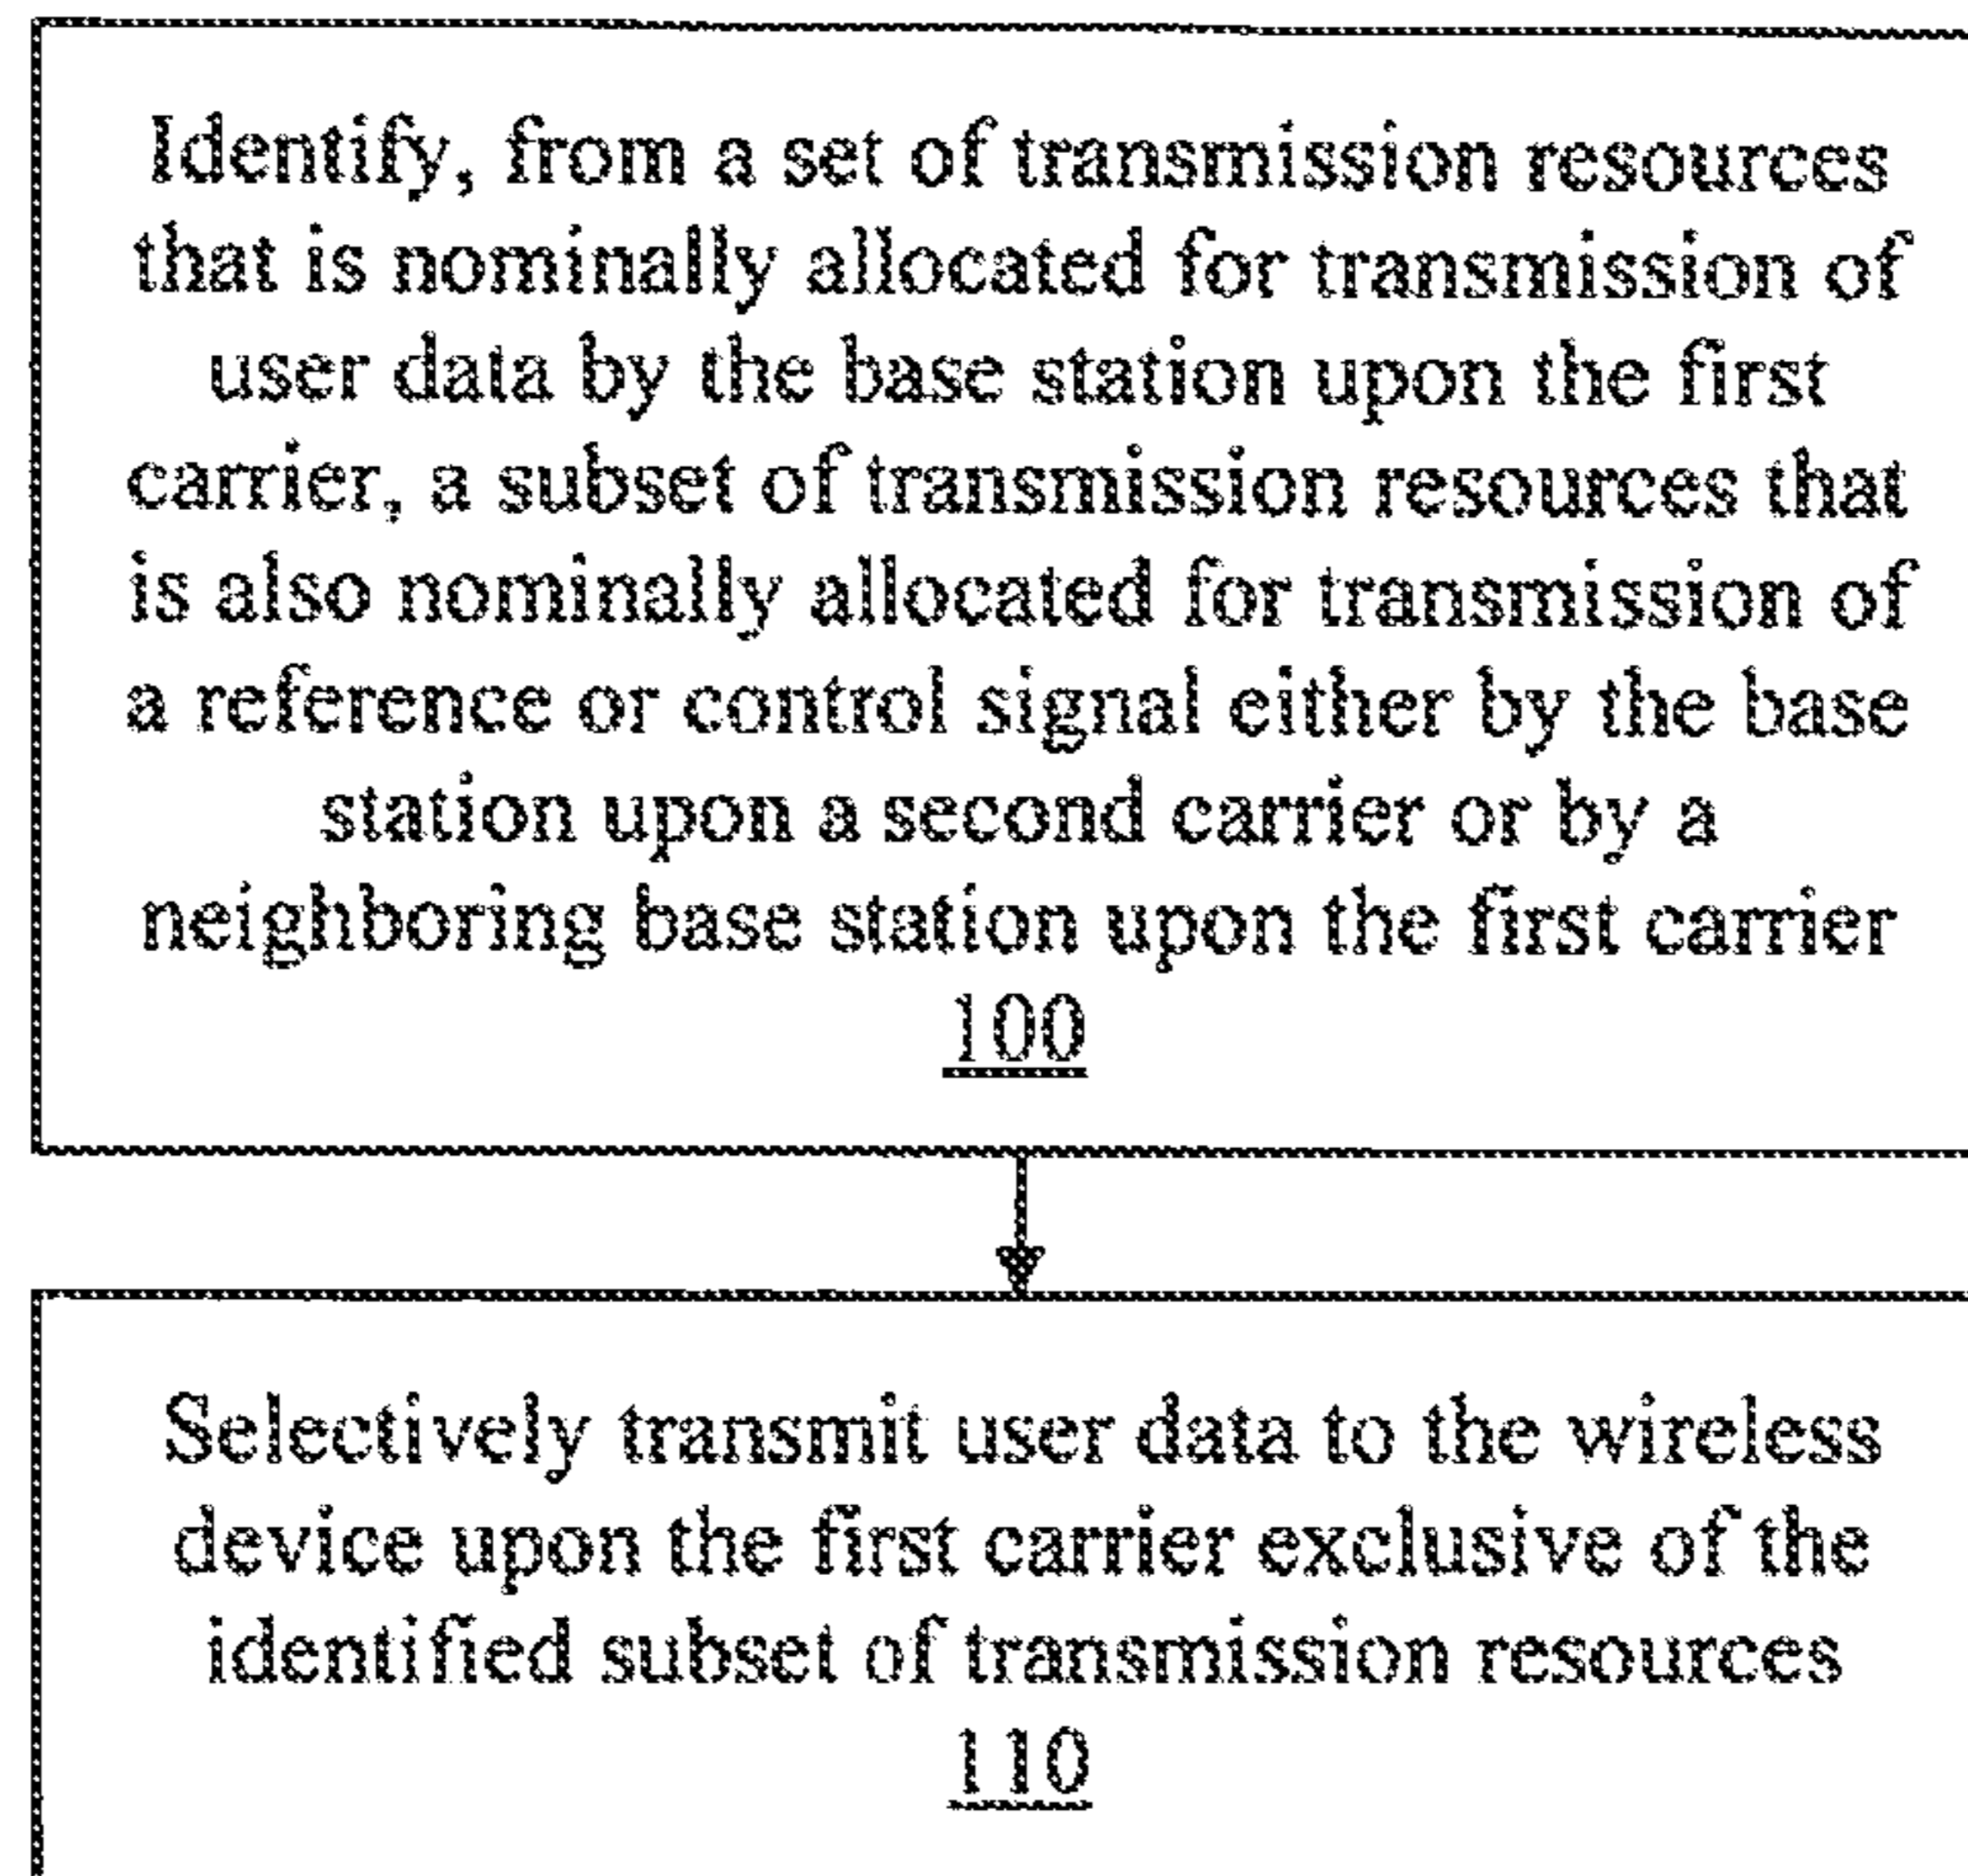 Identify, from a set of transmission resources
that is nominally allocated for transmission of
user data by the base station upon the first
carrier, a subset of transmission resources that
is also nominally allocated for transmission of
a reference or control signal either by the base
station upon a second carrier or by a
neighboring base station upon the first carrier
100
Selectively transmit user data to the wireless
device upon the first carrier exclusive of the
identified subset of transmission resources
110